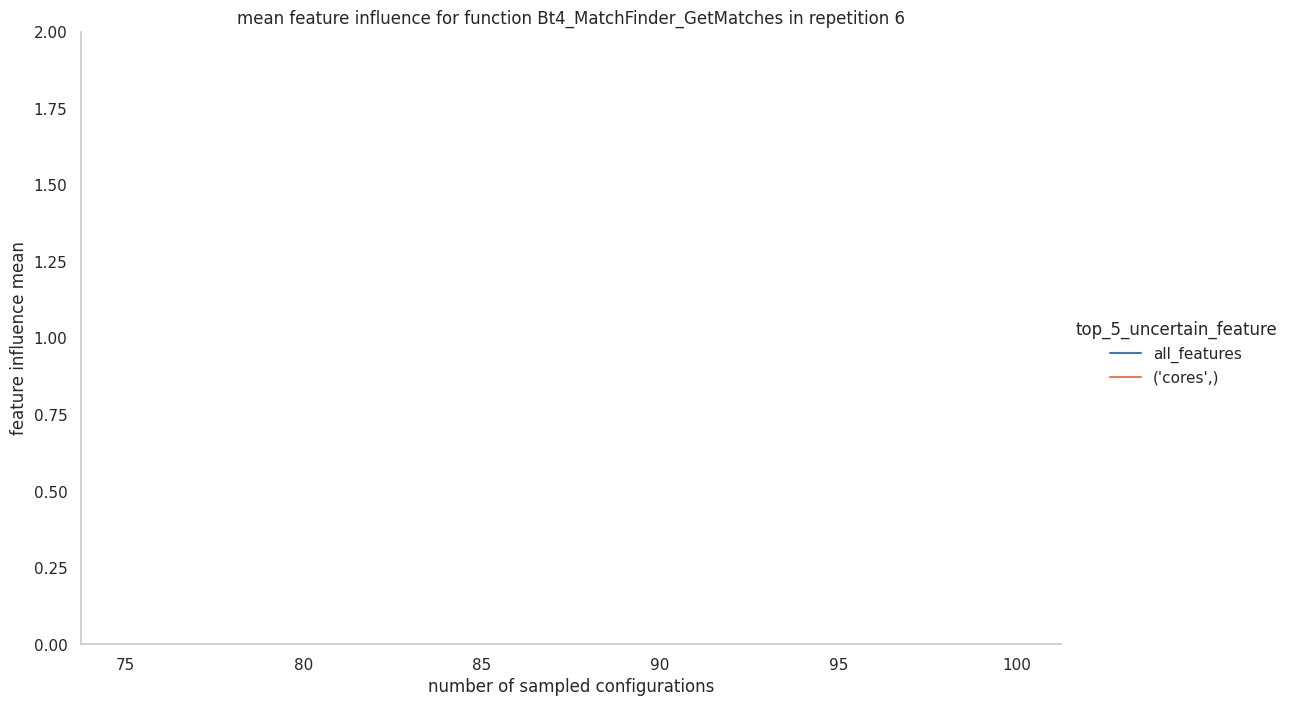 mean feature influence for function Bt4_MatchFinder_GetMatches in repetition 6
2.00
1.75
1.50
1.25
1.00
0.75
0.50
0.25
0.00
feature influence mean
75 80 85 90 95 100
number of sampled configurations
top_5_uncertain_feature
all_features
('cores',)